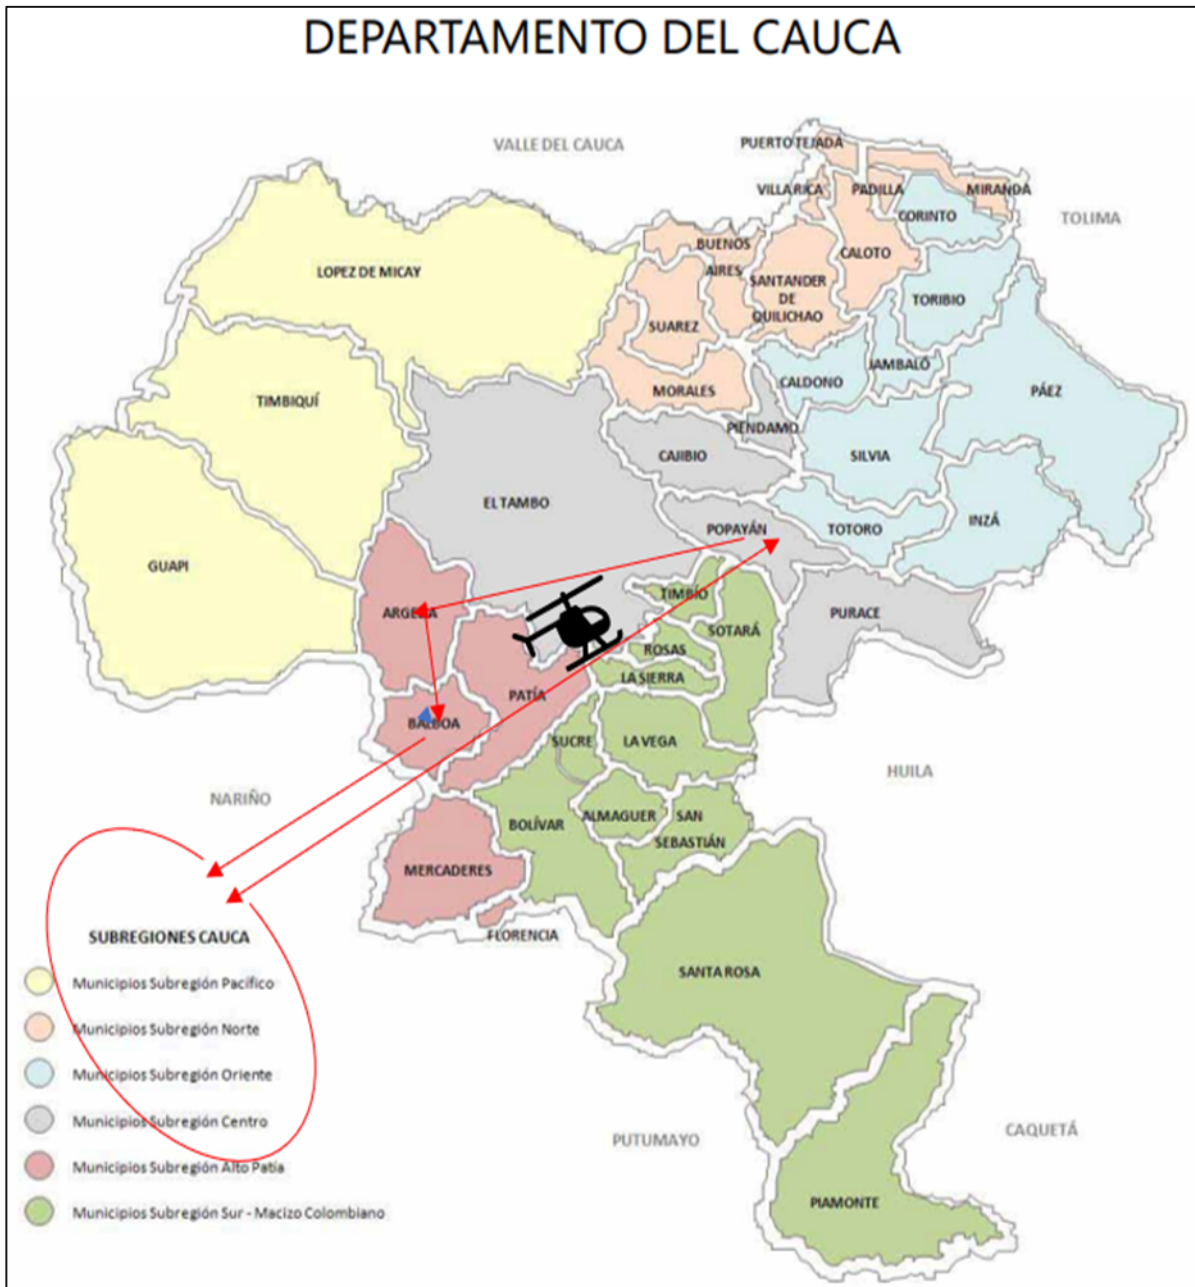 DEPARTAMENTO DEL CAUCA
VALLE DEL CAUCA
PUERTO TEJADA
VILLA RICA
PADILLA
MIRANDA
CORINTO
TOLIMA
BUENOS
AIRES
CALOTO
LOPEZ DE MICAY
SANTANDER
DE
QUILICHAO
TORIBIO
SUAREZ
JAMBALÓ
CALDONO
MORALES
PÁEZ
TIMBIQUÍ
PIENDAMO
CAJIBIO
SILVIA
EL TAMBO
POPAYÁN
TOTORO
INZÁ
GUAPI
TIMBÍO
PURACE
SOTARÁ
ROSAS
LA SIERRA
PATÍA
BALBOA
SUCRE
LA VEGA
HUILA
NARIÑO
ALMAGUER
SAN
SEBASTIÁN
BOLÍVAR
MERCADERES
FLORENCIA
SANTA ROSA
SUBREGIONES CAUCA
Municipios Subregión Pacífico
Municipios Subregión Norte
Municipios Subregión Oriente
Municipios Subregión Centro
Municipios Subregión Alto Patía
Municipios Subregión Sur - Macizo Colombiano
PUTUMAYO
CAQUETÁ
PIAMONTE